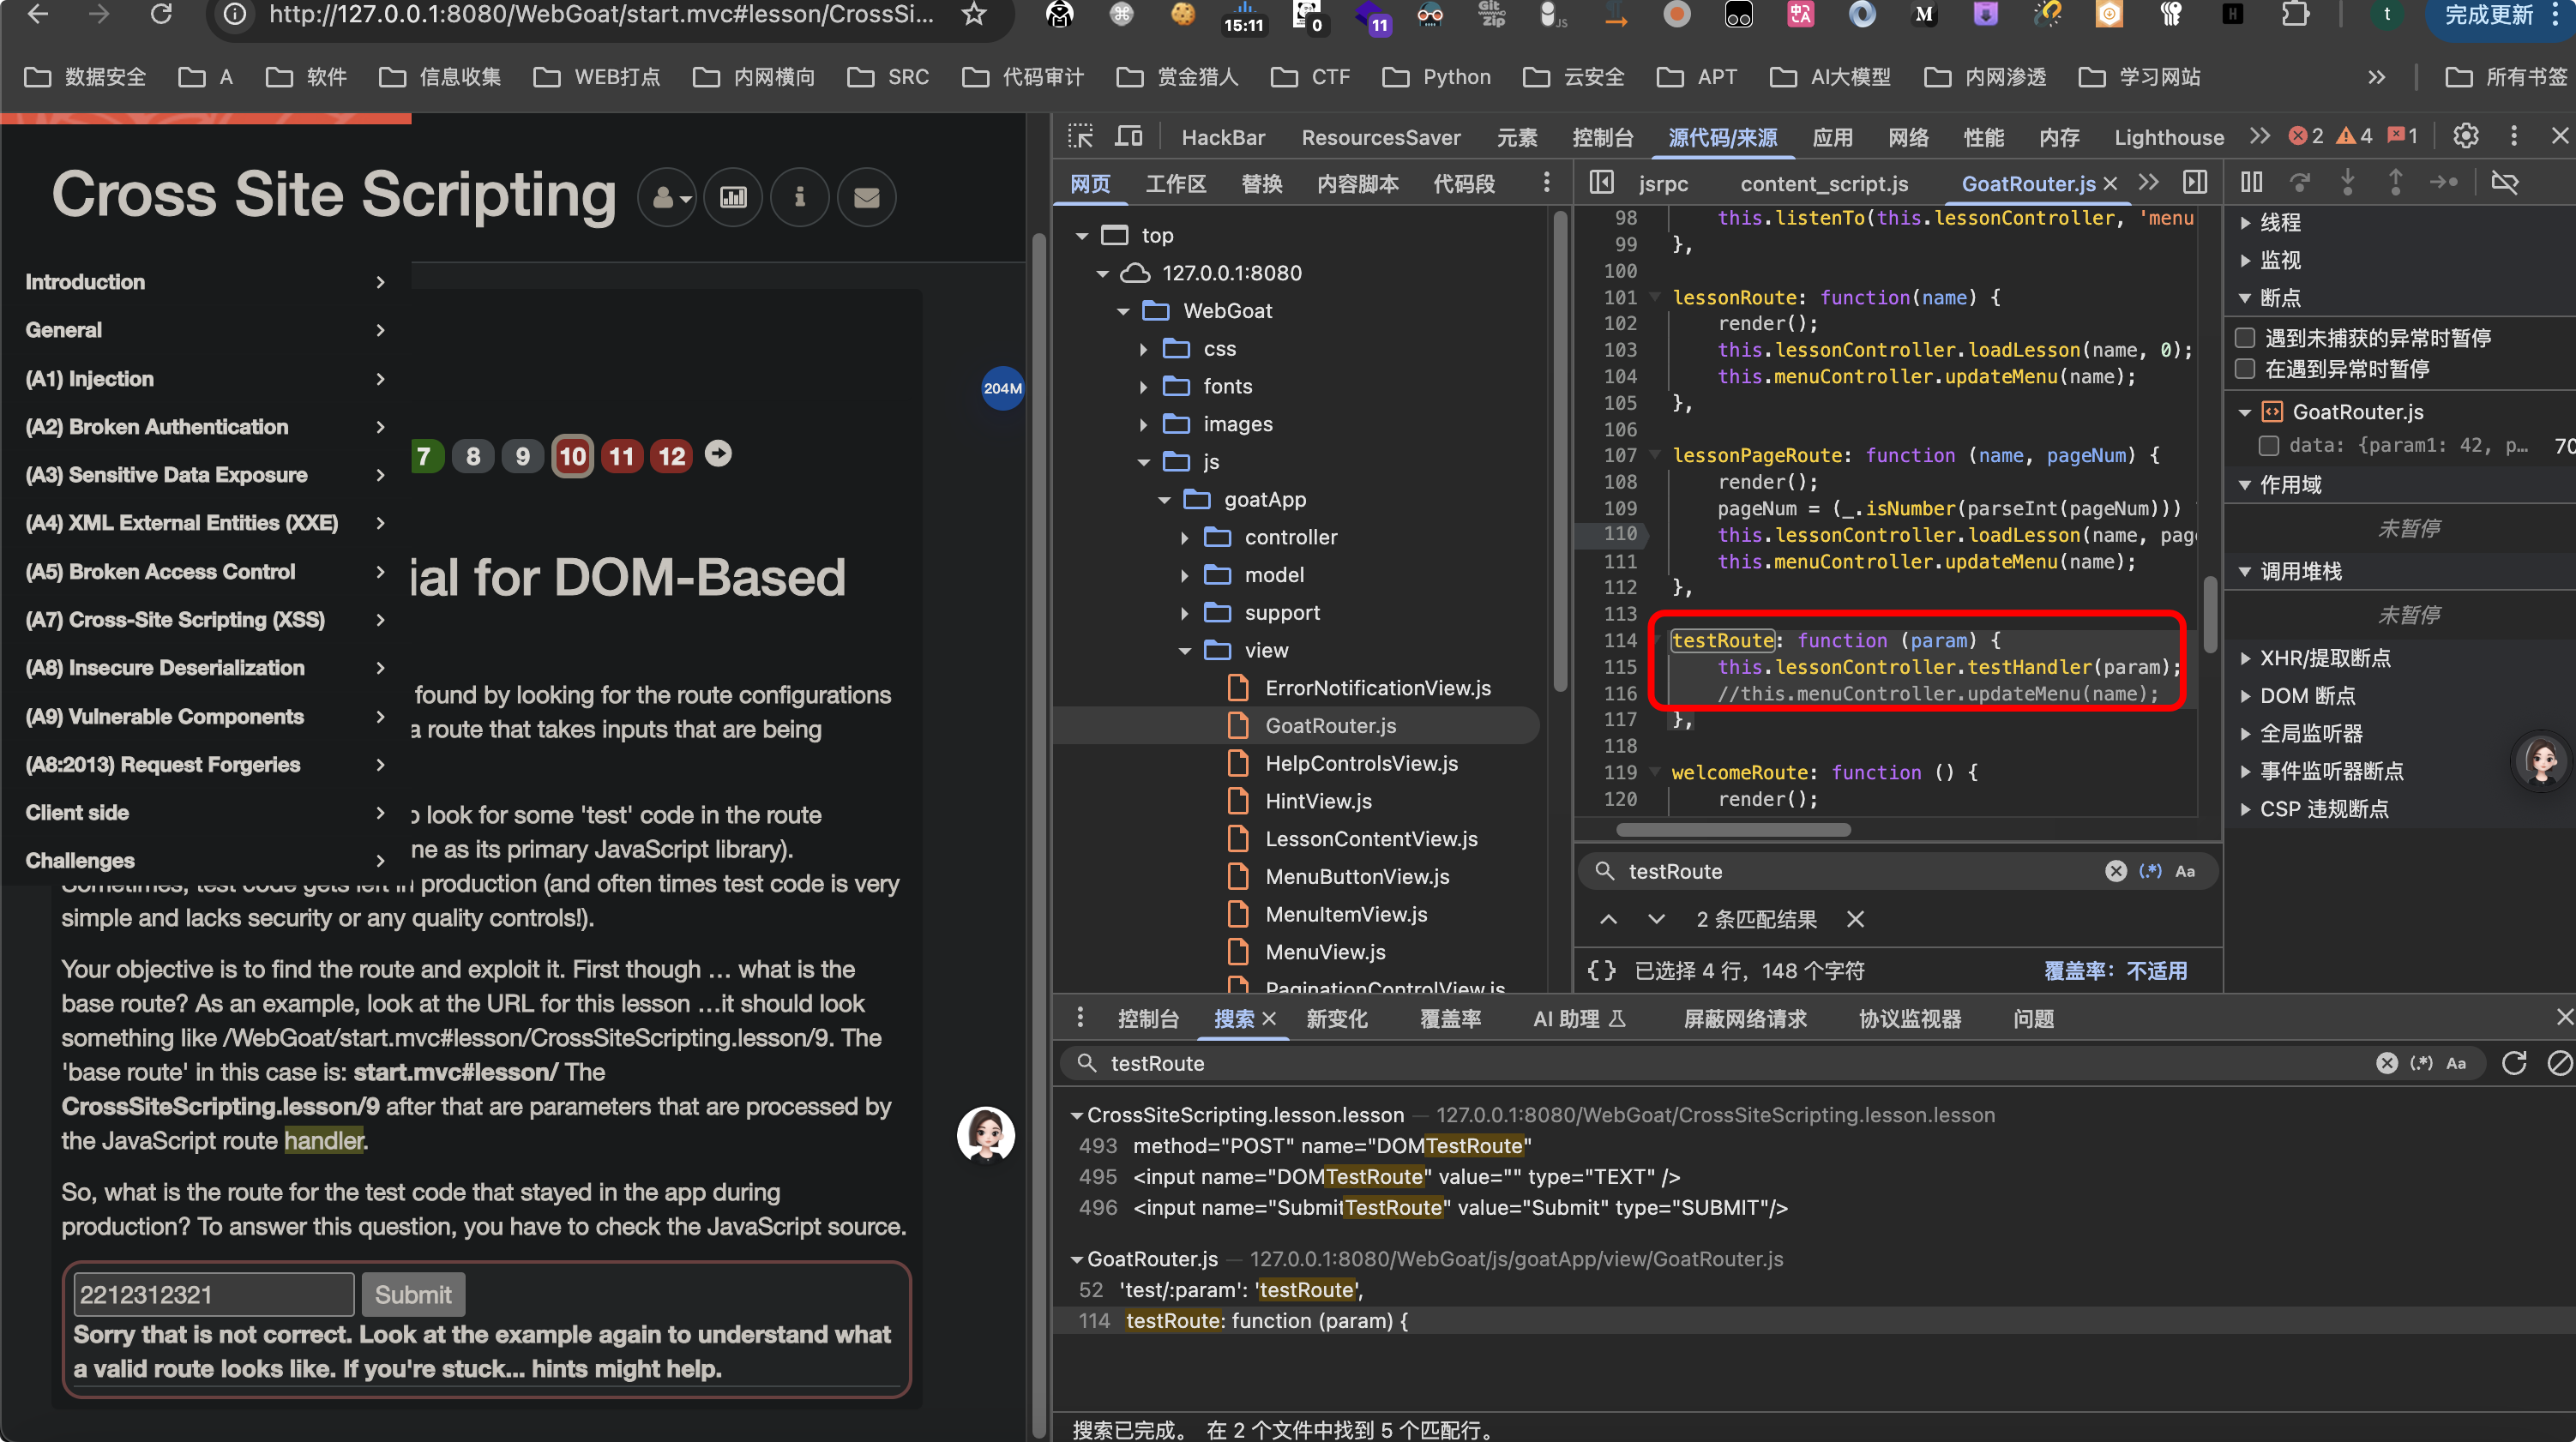 http://127.0.0.1:8080/WebGoat/start.mvc#lesson/CrossSi...
15:11
0
11
Git Zip
JS
M
H
t
完成更新
数据安全
A
软件
信息收集
WEB打点
内网横向
SRC
代码审计
赏金猎人
CTF
Python
云安全
APT
AI大模型
内网渗透
学习网站
所有书签
Cross Site Scripting
Introduction
General
(A1) Injection
(A2) Broken Authentication
(A3) Sensitive Data Exposure
(A4) XML External Entities (XXE)
(A5) Broken Access Control
(A7) Cross-Site Scripting (XSS)
(A8) Insecure Deserialization
(A9) Vulnerable Components
(A8:2013) Request Forgeries
Client side
Challenges
204M
7 8 9 10 11 12
ial for DOM-Based
found by looking for the route configurations
a route that takes inputs that are being
o look for some 'test' code in the route
ne as its primary JavaScript library).
Sometimes, test code gets left in production (and often times test code is very
simple and lacks security or any quality controls!).
Your objective is to find the route and exploit it. First though … what is the
base route? As an example, look at the URL for this lesson …it should look
something like /WebGoat/start.mvc#lesson/CrossSiteScripting.lesson/9. The
'base route' in this case is: start.mvc#lesson/ The
CrossSiteScripting.lesson/9 after that are parameters that are processed by
the JavaScript route handler.
So, what is the route for the test code that stayed in the app during
production? To answer this question, you have to check the JavaScript source.
2212312321 Submit
Sorry that is not correct. Look at the example again to understand what
a valid route looks like. If you're stuck... hints might help.
HackBar ResourcesSaver 元素 控制台 源代码/来源 应用 网络 性能 内存 Lighthouse 2 4 1
网页 工作区 替换 内容脚本 代码段
top
127.0.0.1:8080
WebGoat
css
fonts
images
js
goatApp
controller
model
support
view
ErrorNotificationView.js
GoatRouter.js
HelpControlsView.js
HintView.js
LessonContentView.js
MenuButtonView.js
MenuItemView.js
MenuView.js
PaginationControlView.js
jsrpc content_script.js GoatRouter.js
98 this.listenTo(this.lessonController, 'menu
99 },
100
101 lessonRoute: function(name) {
102 render();
103 this.lessonController.loadLesson(name, 0);
104 this.menuController.updateMenu(name);
105 },
106
107 lessonPageRoute: function (name, pageNum) {
108 render();
109 pageNum = (_.isNumber(parseInt(pageNum)))
110 this.lessonController.loadLesson(name, pag
111 this.menuController.updateMenu(name);
112 },
113
114 testRoute: function (param) {
115 this.lessonController.testHandler(param);
116 //this.menuController.updateMenu(name);
117 },
118
119 welcomeRoute: function () {
120 render();
testRoute
(.*) Aa
2 条匹配结果
{ } 已选择 4 行，148 个字符 覆盖率：不适用
线程
监视
断点
遇到未捕获的异常时暂停
在遇到异常时暂停
GoatRouter.js
data: {param1: 42, p… 70
作用域
未暂停
调用堆栈
未暂停
XHR/提取断点
DOM 断点
全局监听器
事件监听器断点
CSP 违规断点
控制台 搜索 新变化 覆盖率 AI 助理 屏蔽网络请求 协议监视器 问题
testRoute
(.*) Aa
CrossSiteScripting.lesson.lesson — 127.0.0.1:8080/WebGoat/CrossSiteScripting.lesson.lesson
493 method="POST" name="DOMTestRoute"
495 <input name="DOMTestRoute" value="" type="TEXT" />
496 <input name="SubmitTestRoute" value="Submit" type="SUBMIT"/>
GoatRouter.js — 127.0.0.1:8080/WebGoat/js/goatApp/view/GoatRouter.js
52 'test/:param': 'testRoute',
114 testRoute: function (param) {
搜索已完成。 在 2 个文件中找到 5 个匹配行。